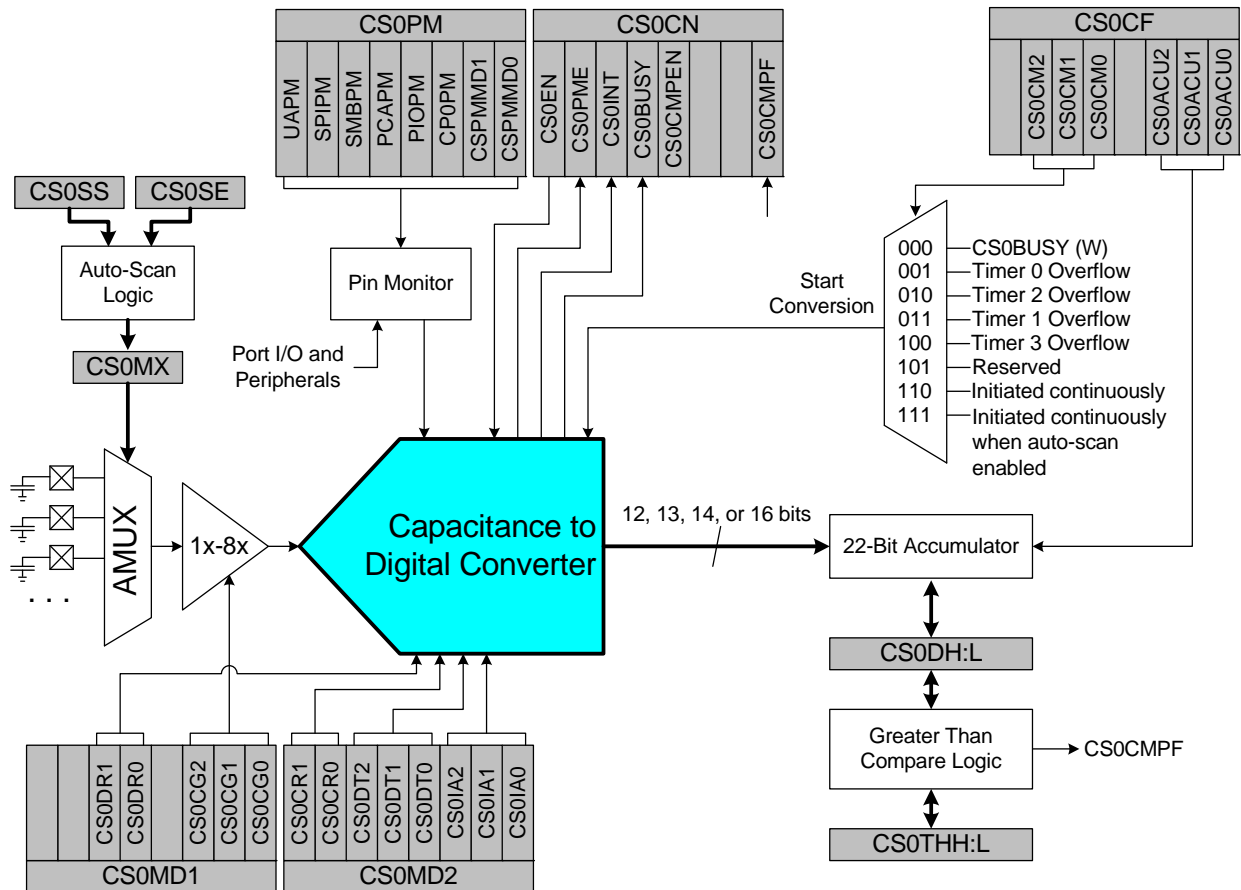 CS0PM
UAPM
SPIPM
SMBPM
PCAPM
PIOPM
CP0PM
CSPMMD1
CSPMMD0
CS0CN
CS0EN
CS0PME
CS0INT
CS0BUSY
CS0CMPEN
CS0CMPF
CS0CF
CS0CM2
CS0CM1
CS0CM0
CS0ACU2
CS0ACU1
CS0ACU0
CS0SS
CS0SE
Auto-Scan
Logic
CS0MX
Pin Monitor
Port I/O and
Peripherals
Start
Conversion
000 CS0BUSY (W)
001 Timer 0 Overflow
010 Timer 2 Overflow
011 Timer 1 Overflow
100 Timer 3 Overflow
101 Reserved
110 Initiated continuously
111 Initiated continuously
when auto-scan
enabled
AMUX
. . .
1x-8x
Capacitance to
Digital Converter
12, 13, 14, or 16 bits
22-Bit Accumulator
CS0DH:L
Greater Than
Compare Logic
CS0CMPF
CS0THH:L
CS0DR1
CS0DR0
CS0CG2
CS0CG1
CS0CG0
CS0MD1
CS0CR1
CS0CR0
CS0DT2
CS0DT1
CS0DT0
CS0IA2
CS0IA1
CS0IA0
CS0MD2